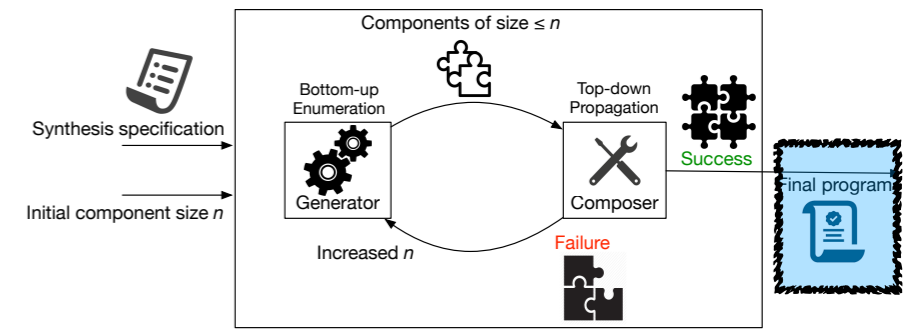 Components of size ≤ n
Bottom-up
Enumeration
Top-down
Propagation
Synthesis specification
Success
Final program
Generator
Composer
Initial component size n
Increased n
Failure